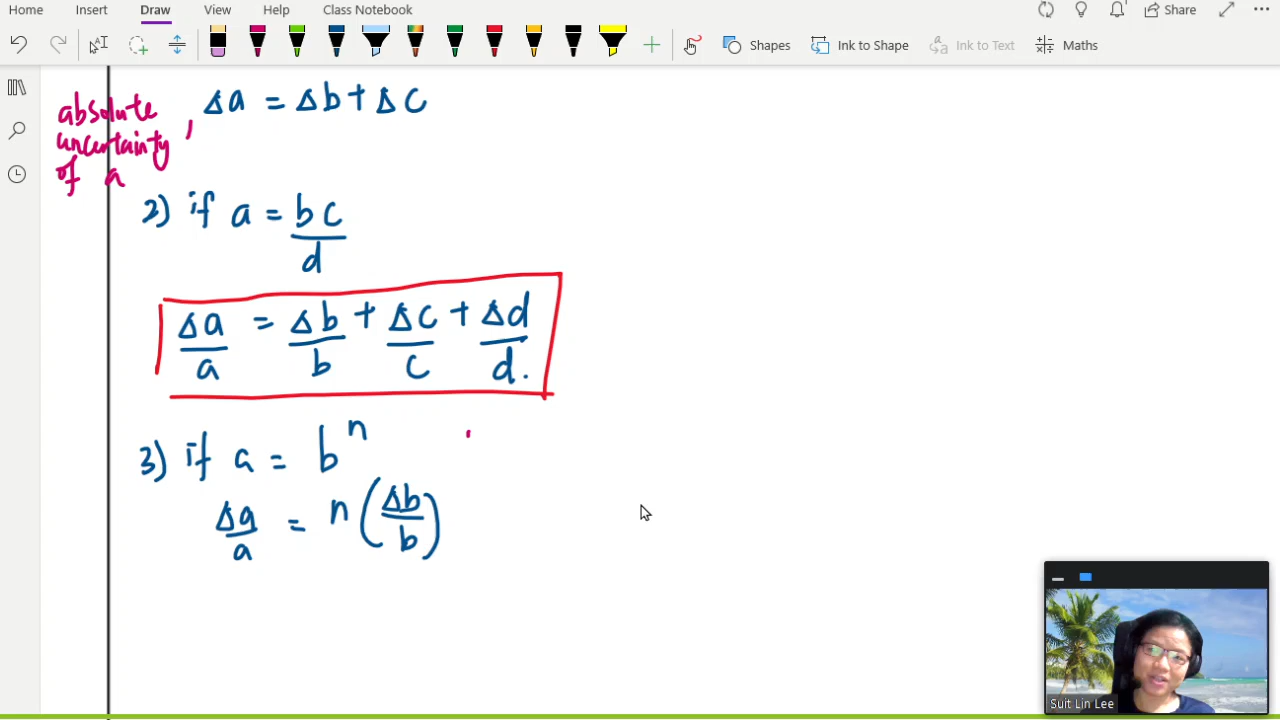 Home Insert Draw View Help Class Notebook Share
Shapes Ink to Shape Ink to Text Maths
absolute uncertainty of a , Δa = Δb + Δc
2) if a = bc/d
Δa/a = Δb/b + Δc/c + Δd/d.
3) if a = bⁿ
Δa/a = n(Δb/b)
Suit Lin Lee